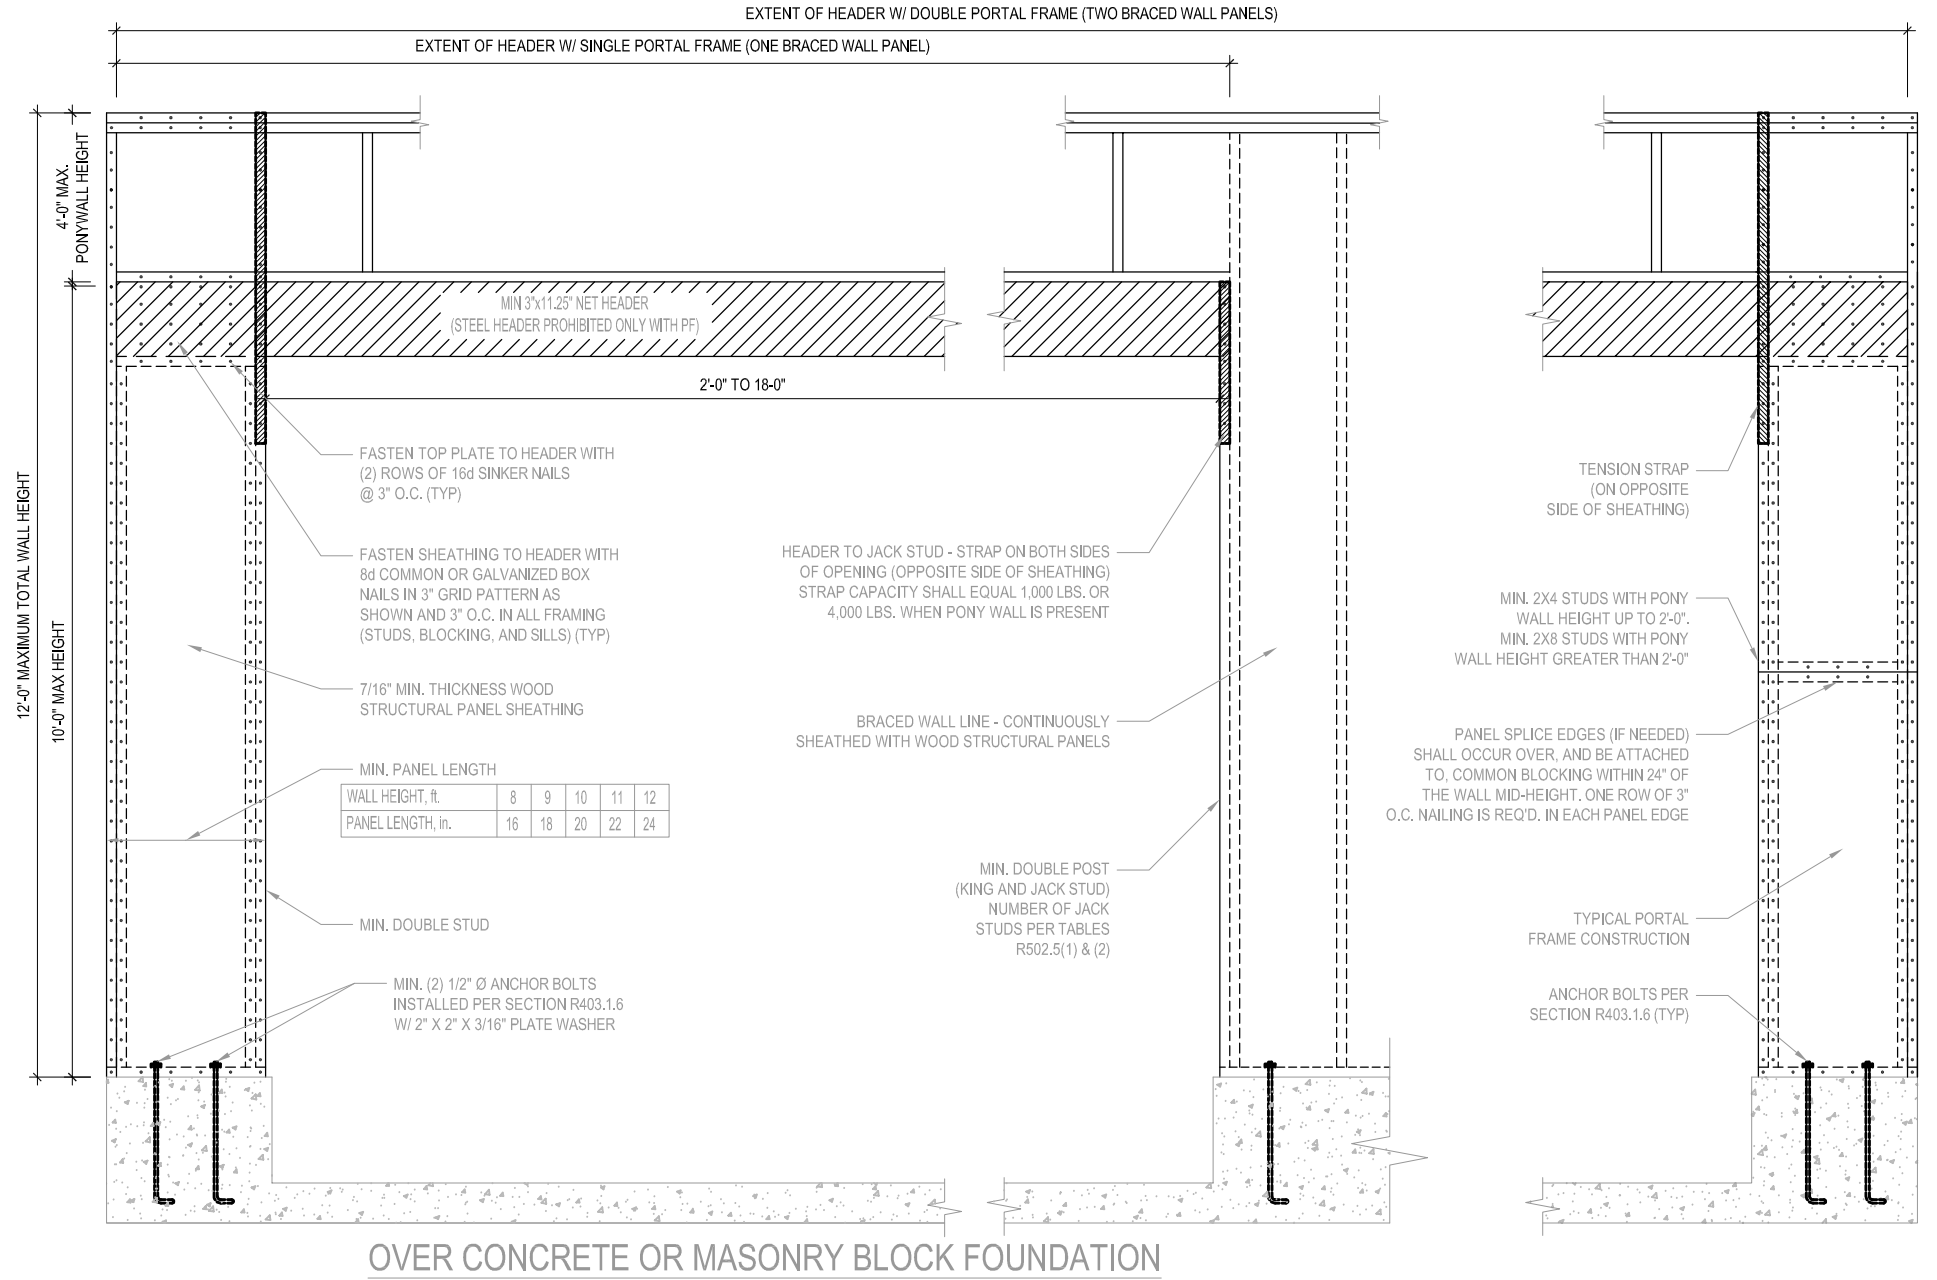 EXTENT OF HEADER W/ DOUBLE PORTAL FRAME (TWO BRACED WALL PANELS)
EXTENT OF HEADER W/ SINGLE PORTAL FRAME (ONE BRACED WALL PANEL)
4'-0" MAX.
PONYWALL HEIGHT
12'-0" MAXIMUM TOTAL WALL HEIGHT
10'-0" MAX HEIGHT
MIN 3"x11.25" NET HEADER
(STEEL HEADER PROHIBITED ONLY WITH PF)
2'-0" TO 18-0"
FASTEN TOP PLATE TO HEADER WITH
(2) ROWS OF 16d SINKER NAILS
@ 3" O.C. (TYP)
FASTEN SHEATHING TO HEADER WITH
8d COMMON OR GALVANIZED BOX
NAILS IN 3" GRID PATTERN AS
SHOWN AND 3" O.C. IN ALL FRAMING
(STUDS, BLOCKING, AND SILLS) (TYP)
7/16" MIN. THICKNESS WOOD
STRUCTURAL PANEL SHEATHING
MIN. PANEL LENGTH
WALL HEIGHT, ft. 8 9 10 11 12
PANEL LENGTH, in. 16 18 20 22 24
MIN. DOUBLE STUD
MIN. (2) 1/2" Ø ANCHOR BOLTS
INSTALLED PER SECTION R403.1.6
W/ 2" X 2" X 3/16" PLATE WASHER
HEADER TO JACK STUD - STRAP ON BOTH SIDES
OF OPENING (OPPOSITE SIDE OF SHEATHING)
STRAP CAPACITY SHALL EQUAL 1,000 LBS. OR
4,000 LBS. WHEN PONY WALL IS PRESENT
BRACED WALL LINE - CONTINUOUSLY
SHEATHED WITH WOOD STRUCTURAL PANELS
MIN. DOUBLE POST
(KING AND JACK STUD)
NUMBER OF JACK
STUDS PER TABLES
R502.5(1) & (2)
TENSION STRAP
(ON OPPOSITE
SIDE OF SHEATHING)
MIN. 2X4 STUDS WITH PONY
WALL HEIGHT UP TO 2'-0".
MIN. 2X8 STUDS WITH PONY
WALL HEIGHT GREATER THAN 2'-0"
PANEL SPLICE EDGES (IF NEEDED)
SHALL OCCUR OVER, AND BE ATTACHED
TO, COMMON BLOCKING WITHIN 24" OF
THE WALL MID-HEIGHT. ONE ROW OF 3"
O.C. NAILING IS REQ'D. IN EACH PANEL EDGE
TYPICAL PORTAL
FRAME CONSTRUCTION
ANCHOR BOLTS PER
SECTION R403.1.6 (TYP)
OVER CONCRETE OR MASONRY BLOCK FOUNDATION